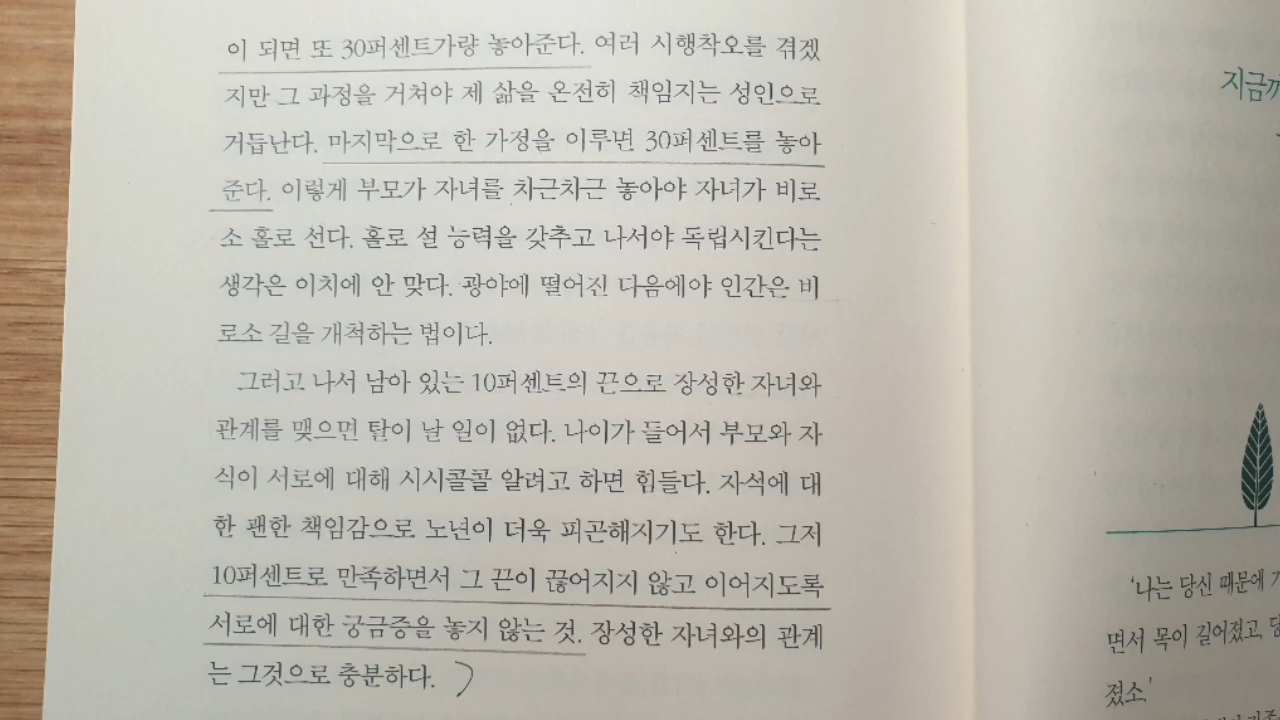 이 되면 또 30퍼센트가량 놓아준다. 여러 시행착오를 겪겠
지만 그 과정을 거쳐야 제 삶을 온전히 책임지는 성인으로
거듭난다. 마지막으로 한 가정을 이루면 30퍼센트를 놓아
준다. 이렇게 부모가 자녀를 차근차근 놓아야 자녀가 비로
소 홀로 선다. 홀로 설 능력을 갖추고 나서야 독립시킨다는
생각은 이치에 안 맞다. 광야에 떨어진 다음에야 인간은 비
로소 길을 개척하는 법이다.
그러고 나서 남아 있는 10퍼센트의 끈으로 장성한 자녀와
관계를 맺으면 탈이 날 일이 없다. 나이가 들어서 부모와 자
식이 서로에 대해 시시콜콜 알려고 하면 힘들다. 자석에 대
한 괜한 책임감으로 노년이 더욱 피곤해지기도 한다. 그저
10퍼센트로 만족하면서 그 끈이 끊어지지 않고 이어지도록
서로에 대한 궁금증을 놓지 않는 것. 장성한 자녀와의 관계
는 그것으로 충분하다.
'나는 당신 때문에
면서 목이 길어졌고,
졌소.'